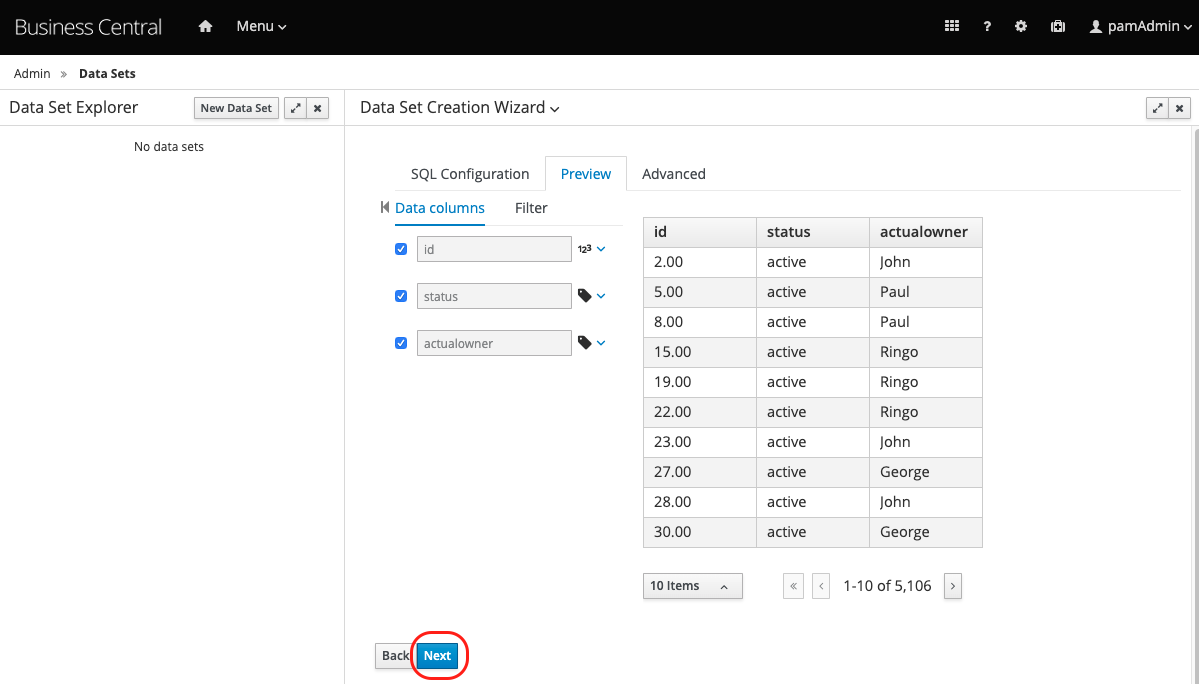 Business Central Menu ? pamAdmin
Admin » Data Sets
Data Set Explorer New Data Set
No data sets
Data Set Creation Wizard
SQL Configuration Preview Advanced
Data columns Filter
id 123
status
actualowner
id status actualowner
2.00 active John
5.00 active Paul
8.00 active Paul
15.00 active Ringo
19.00 active Ringo
22.00 active Ringo
23.00 active John
27.00 active George
28.00 active John
30.00 active George
10 Items « ‹ 1-10 of 5,106 ›
Back Next